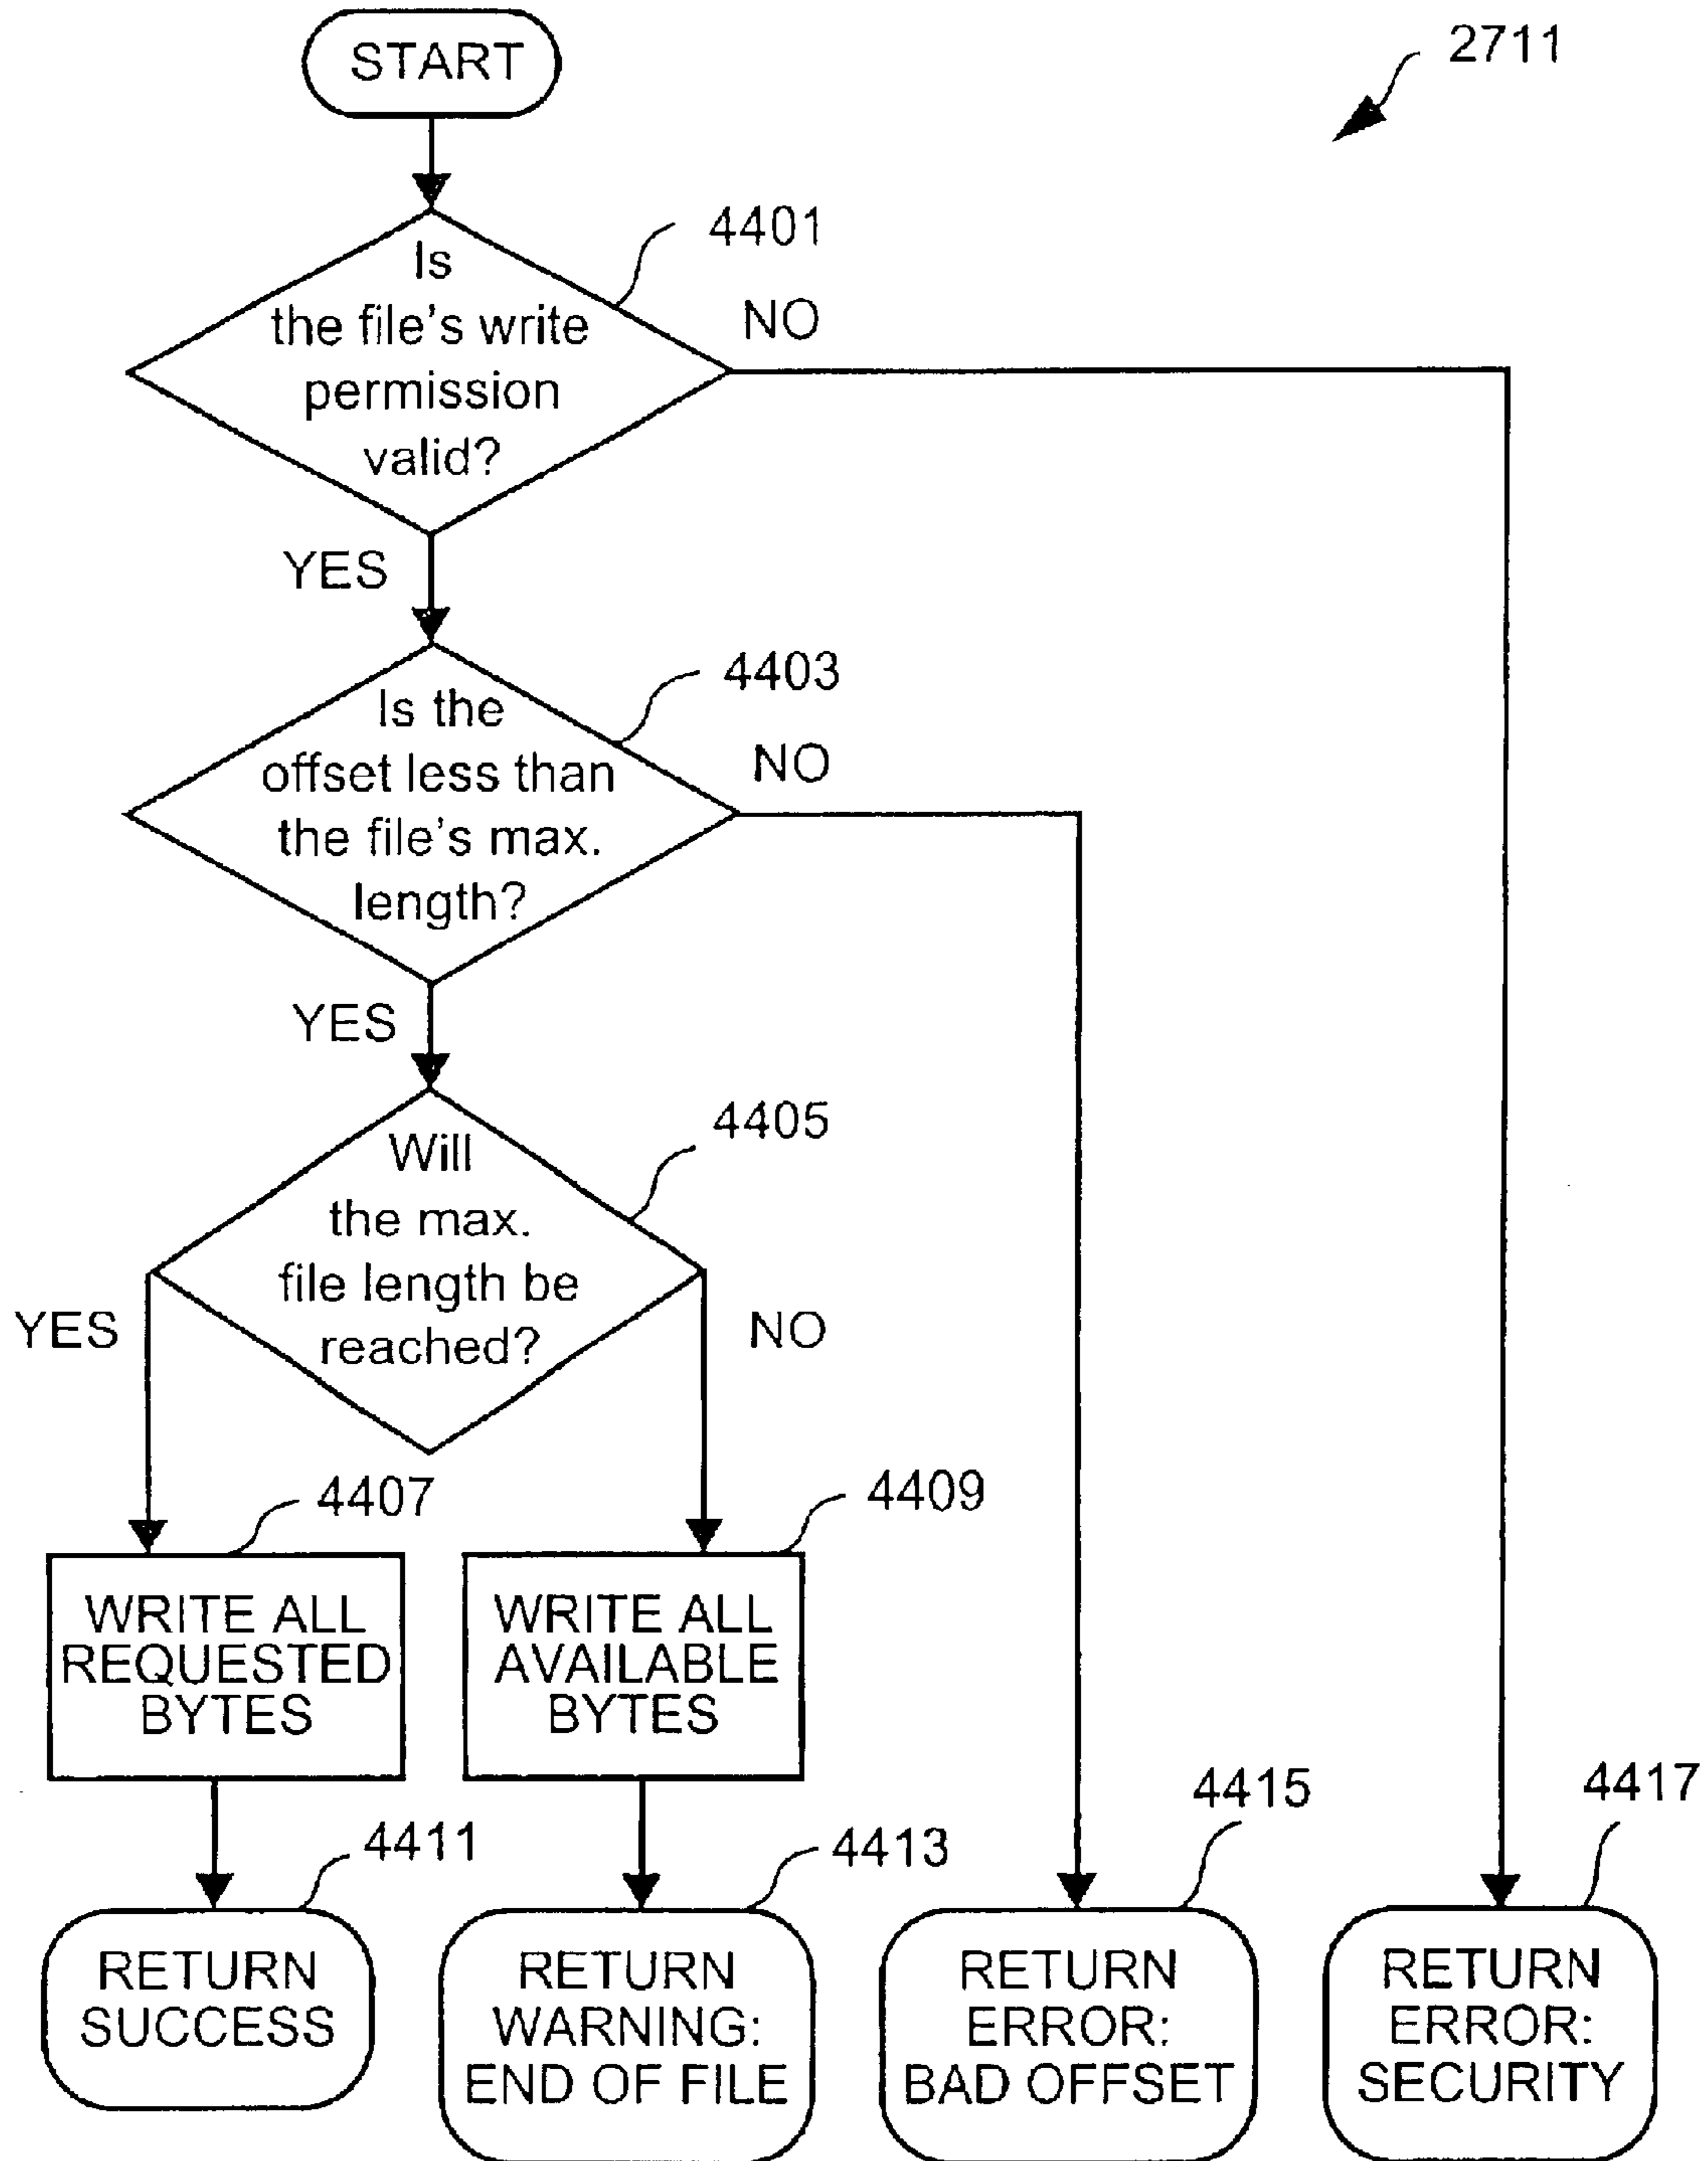 START
2711
4401
Is
the file's write
permission
valid?
NO
YES
4403
Is the
offset less than
the file's max.
length?
NO
YES
4405
Will
the max.
file length be
reached?
YES
NO
4407
WRITE ALL
REQUESTED
BYTES
4409
WRITE ALL
AVAILABLE
BYTES
4411
RETURN
SUCCESS
4413
RETURN
WARNING:
END OF FILE
4415
RETURN
ERROR:
BAD OFFSET
4417
RETURN
ERROR:
SECURITY